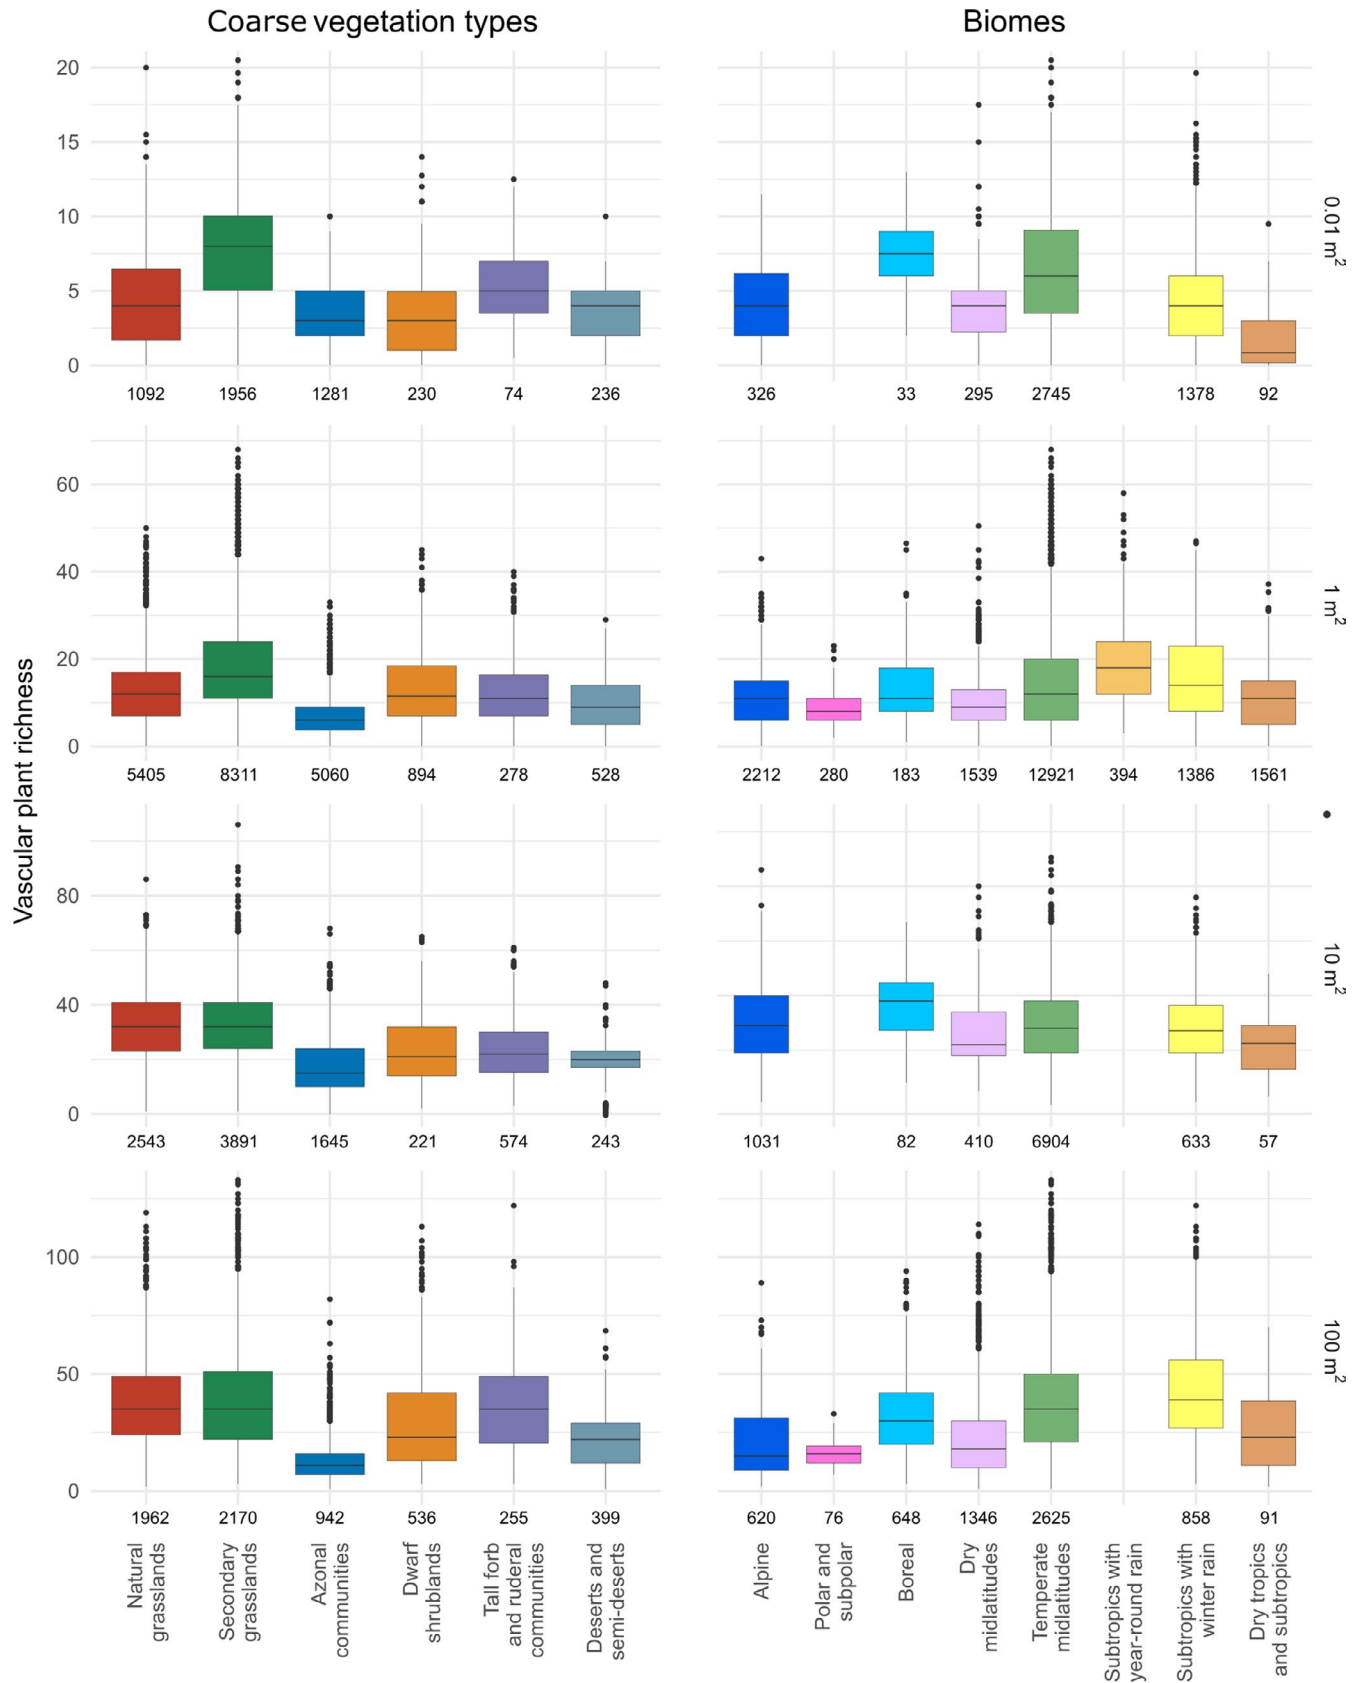 Coarse vegetation types
Biomes
Vascular plant richness
20
15
10
5
0
1092 1956 1281 230 74 236
326 33 295 2745 1378 92
0.01 m²
60
40
20
0
5405 8311 5060 894 278 528
2212 280 183 1539 12921 394 1386 1561
1 m²
80
40
0
2543 3891 1645 221 574 243
1031 82 410 6904 633 57
10 m²
100
50
0
1962 2170 942 536 255 399
620 76 648 1346 2625 858 91
100 m²
Natural
grasslands
Secondary
grasslands
Azonal
communities
Dwarf
shrublands
Tall forb
and ruderal
communities
Deserts and
semi-deserts
Alpine
Polar and
subpolar
Boreal
Dry
midlatitudes
Temperate
midlatitudes
Subtropics with
year-round rain
Subtropics with
winter rain
Dry tropics
and subtropics